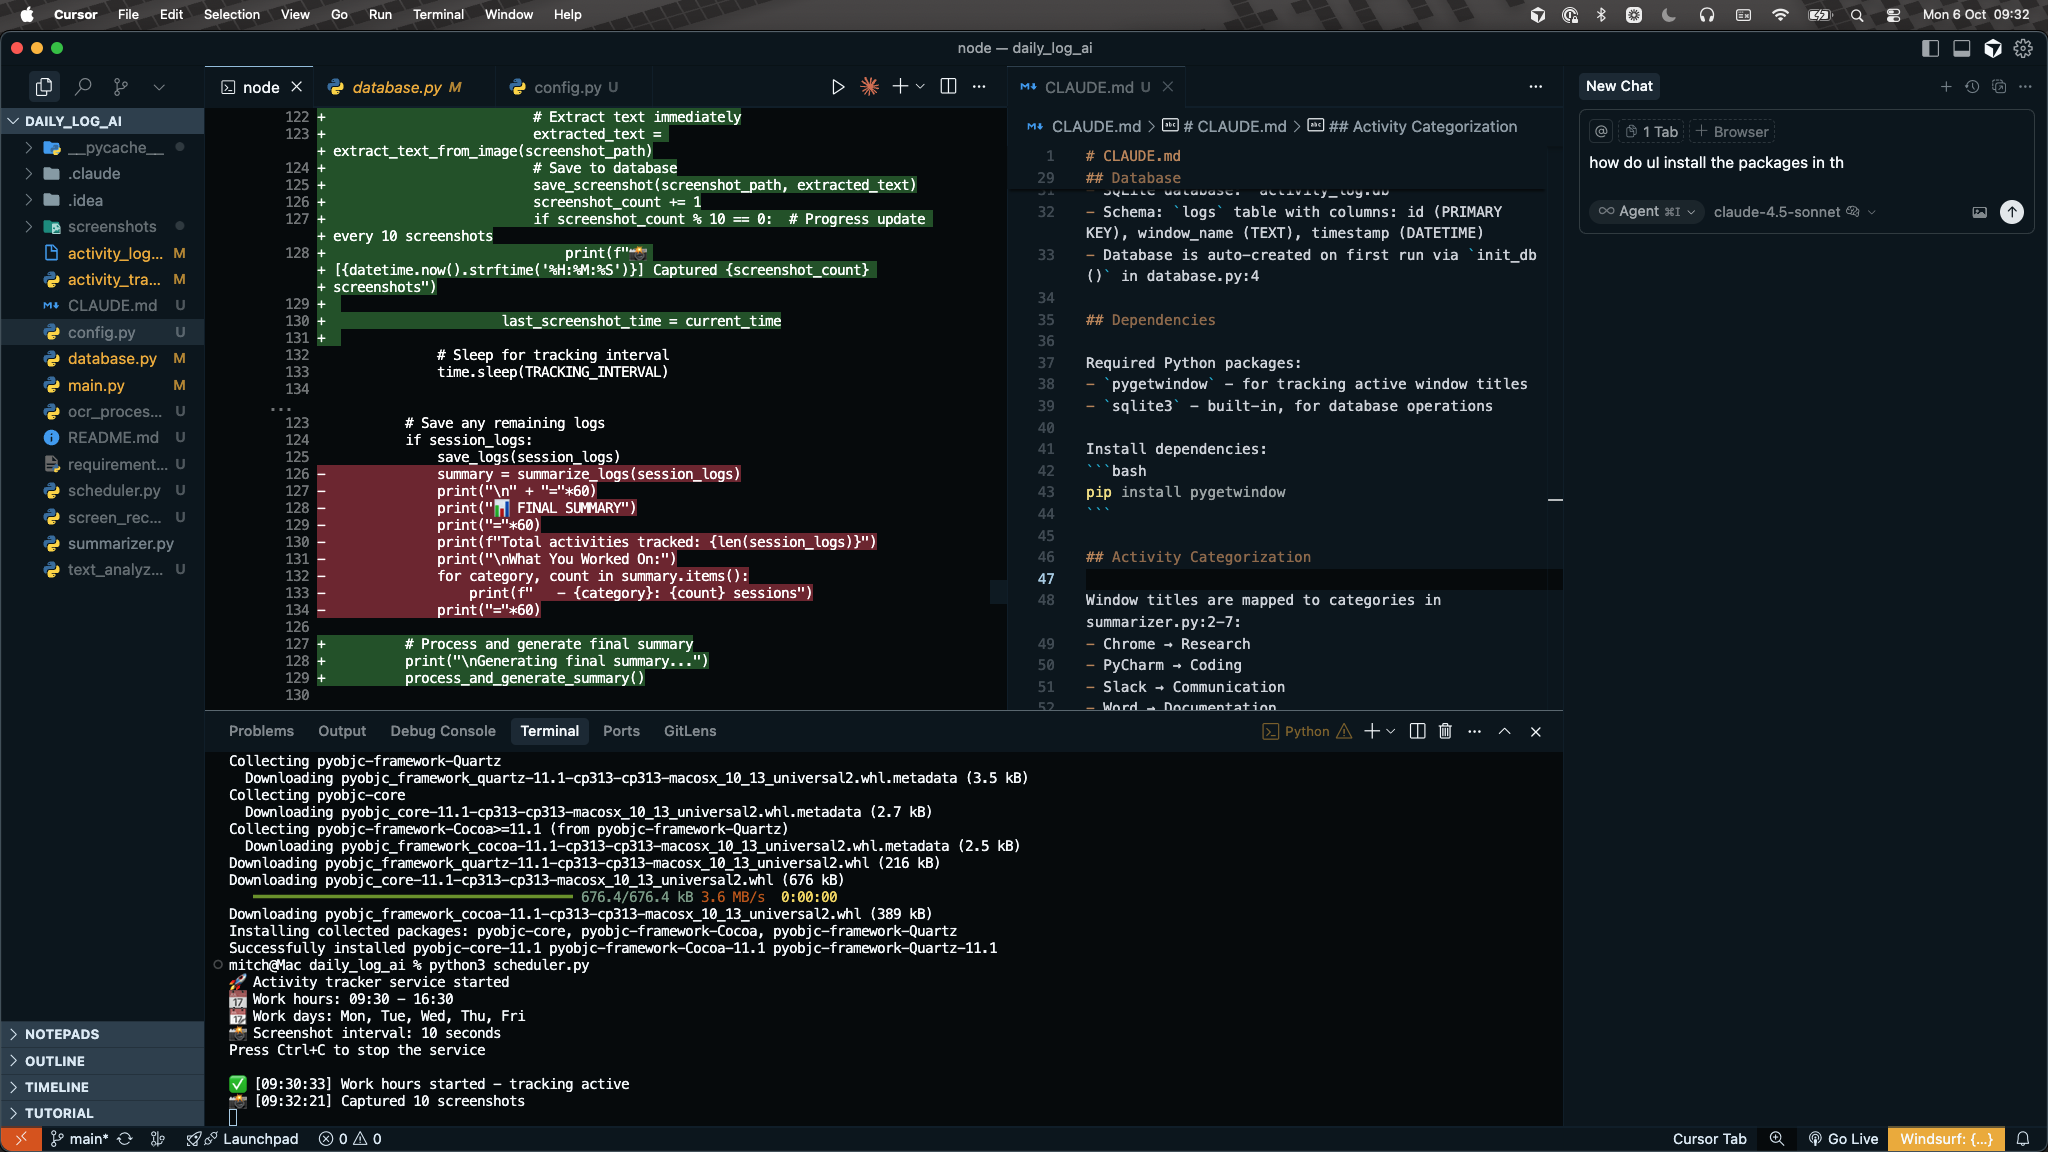 Cursor File Edit Selection View Go Run Terminal Window Help
Mon 6 Oct 09:32
node — daily_log_ai
DAILY_LOG_AI
__pycache__
.claude
.idea
screenshots
activity_log... M
activity_tra... M
CLAUDE.md U
config.py U
database.py M
main.py M
ocr_proces... U
README.md U
requirement... U
scheduler.py U
screen_rec... U
summarizer.py
text_analyz... U
NOTEPADS
OUTLINE
TIMELINE
TUTORIAL
node database.py M config.py U
122 + # Extract text immediately
123 + extracted_text =
+ extract_text_from_image(screenshot_path)
124 + # Save to database
125 + save_screenshot(screenshot_path, extracted_text)
126 + screenshot_count += 1
127 + if screenshot_count % 10 == 0: # Progress update
+ every 10 screenshots
128 + print(f"📸
+ [{datetime.now().strftime('%H:%M:%S')}] Captured {screenshot_count}
+ screenshots")
129 +
130 + last_screenshot_time = current_time
131 +
132 # Sleep for tracking interval
133 time.sleep(TRACKING_INTERVAL)
134
...
123 # Save any remaining logs
124 if session_logs:
125 save_logs(session_logs)
126 - summary = summarize_logs(session_logs)
127 - print("\n" + "="*60)
128 - print("📊 FINAL SUMMARY")
129 - print("="*60)
130 - print(f"Total activities tracked: {len(session_logs)}")
131 - print("\nWhat You Worked On:")
132 - for category, count in summary.items():
133 - print(f"   - {category}: {count} sessions")
134 - print("="*60)
126
127 + # Process and generate final summary
128 + print("\nGenerating final summary...")
129 + process_and_generate_summary()
130
CLAUDE.md U
CLAUDE.md > # CLAUDE.md > ## Activity Categorization
1 # CLAUDE.md
29 ## Database
32 - Schema: `logs` table with columns: id (PRIMARY
KEY), window_name (TEXT), timestamp (DATETIME)
33 - Database is auto-created on first run via `init_db
()` in database.py:4
34
35 ## Dependencies
36
37 Required Python packages:
38 - `pygetwindow` - for tracking active window titles
39 - `sqlite3` - built-in, for database operations
40
41 Install dependencies:
42 ```bash
43 pip install pygetwindow
44 ```
45
46 ## Activity Categorization
47
48 Window titles are mapped to categories in
summarizer.py:2-7:
49 - Chrome → Research
50 - PyCharm → Coding
51 - Slack → Communication
52 - Word → Documentation
New Chat
@ 1 Tab + Browser
how do uI install the packages in th
∞ Agent ⌘I claude-4.5-sonnet
Problems Output Debug Console Terminal Ports GitLens
Python
Collecting pyobjc-framework-Quartz
Downloading pyobjc_framework_quartz-11.1-cp313-cp313-macosx_10_13_universal2.whl.metadata (3.5 kB)
Collecting pyobjc-core
Downloading pyobjc_core-11.1-cp313-cp313-macosx_10_13_universal2.whl.metadata (2.7 kB)
Collecting pyobjc-framework-Cocoa>=11.1 (from pyobjc-framework-Quartz)
Downloading pyobjc_framework_cocoa-11.1-cp313-cp313-macosx_10_13_universal2.whl.metadata (2.5 kB)
Downloading pyobjc_framework_quartz-11.1-cp313-cp313-macosx_10_13_universal2.whl (216 kB)
Downloading pyobjc_core-11.1-cp313-cp313-macosx_10_13_universal2.whl (676 kB)
676.4/676.4 kB 3.6 MB/s 0:00:00
Downloading pyobjc_framework_cocoa-11.1-cp313-cp313-macosx_10_13_universal2.whl (389 kB)
Installing collected packages: pyobjc-core, pyobjc-framework-Cocoa, pyobjc-framework-Quartz
Successfully installed pyobjc-core-11.1 pyobjc-framework-Cocoa-11.1 pyobjc-framework-Quartz-11.1
mitch@Mac daily_log_ai % python3 scheduler.py
🚀 Activity tracker service started
📅 Work hours: 09:30 - 16:30
📆 Work days: Mon, Tue, Wed, Thu, Fri
📸 Screenshot interval: 10 seconds
Press Ctrl+C to stop the service
✅ [09:30:33] Work hours started - tracking active
📸 [09:32:21] Captured 10 screenshots
main* Launchpad 0 0
Cursor Tab Go Live Windsurf: {...}